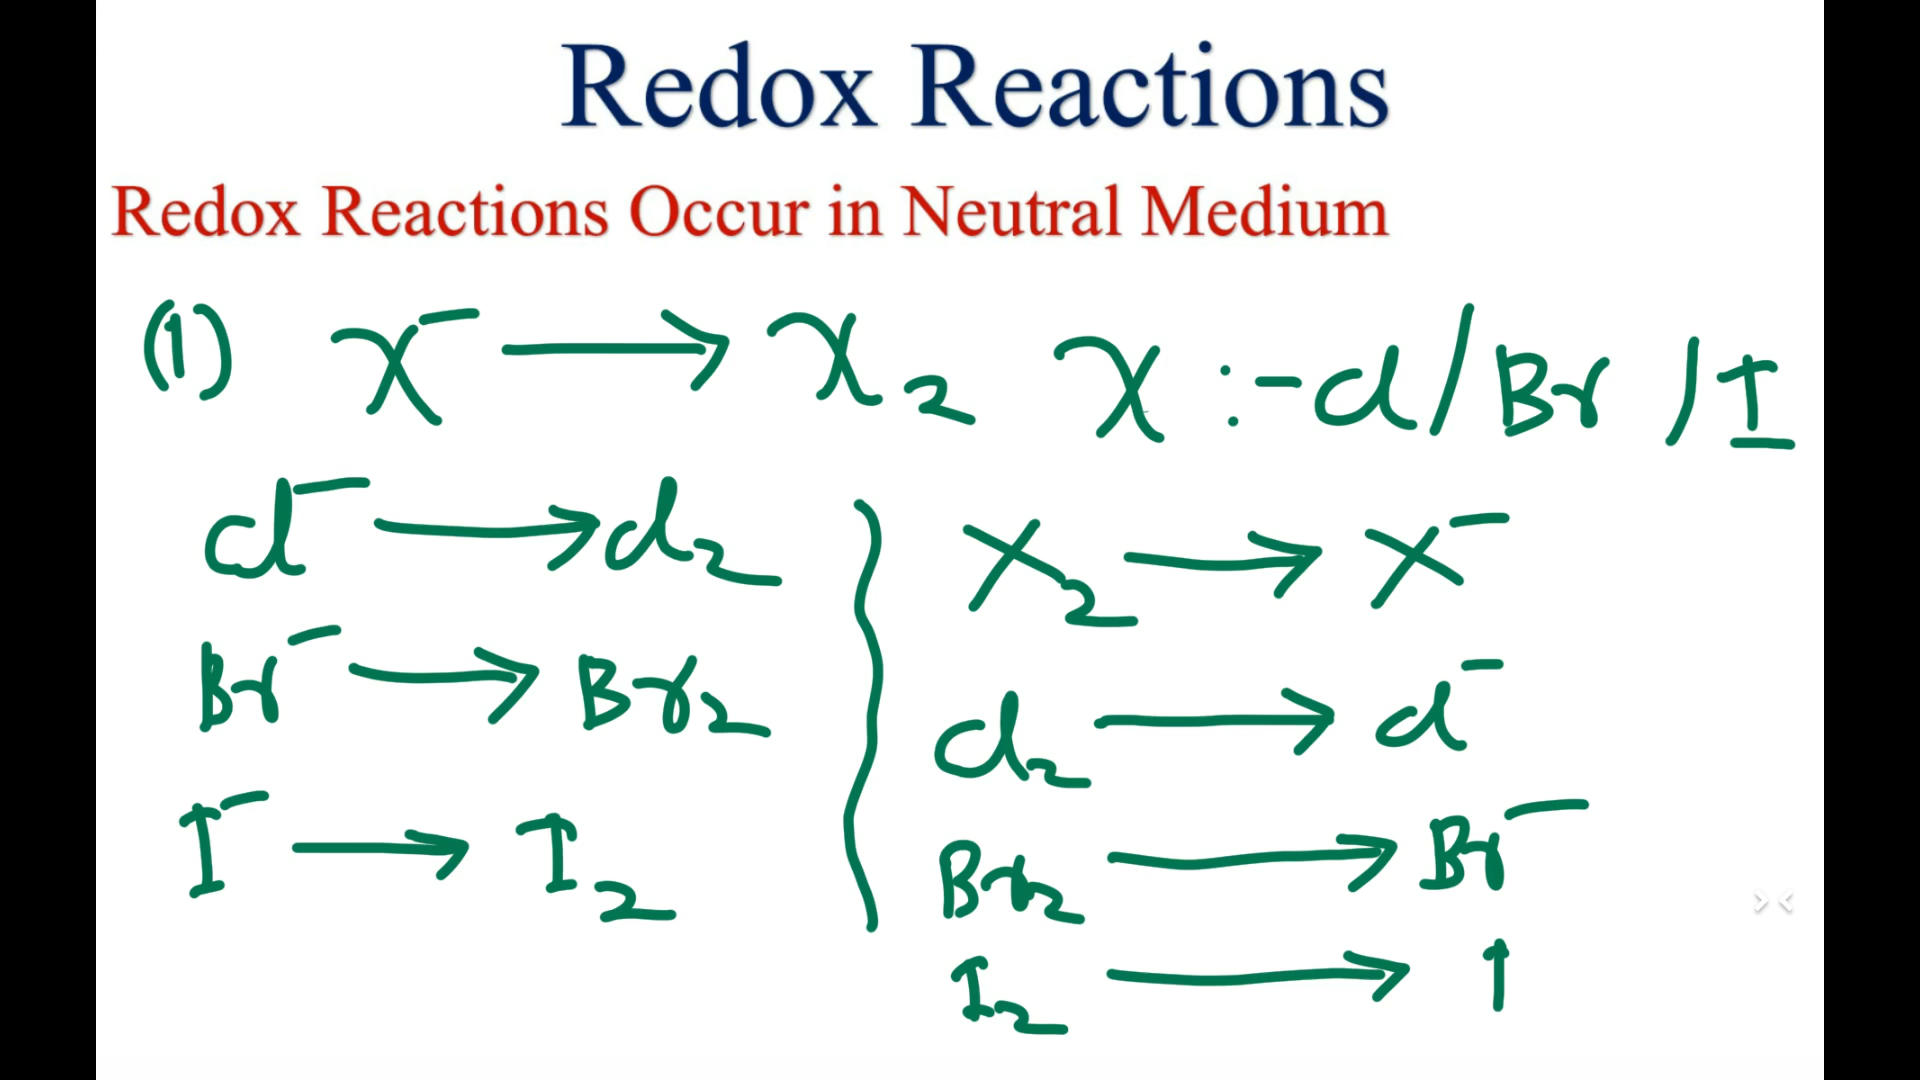 Redox Reactions
Redox Reactions Occur in Neutral Medium
(1) X⁻ → X₂ X :- Cl / Br / I
Cl⁻ → Cl₂
Br⁻ → Br₂
I⁻ → I₂
X₂ → X⁻
Cl₂ → Cl⁻
Br₂ → Br⁻
I₂ → I